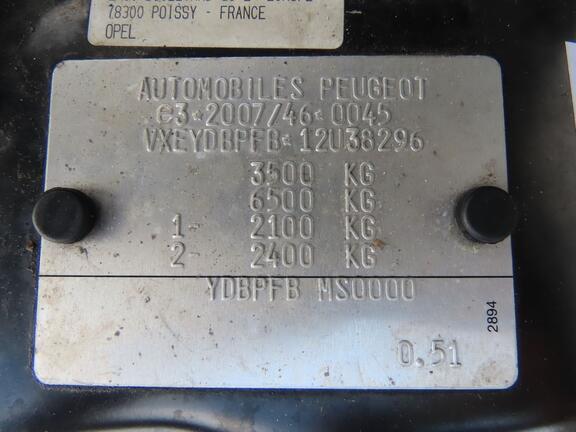 78300 POISSY - FRANCE
OPEL
AUTOMOBILES PEUGEOT
e3*2007/46*0045
VXEYDBPFB*12U38296
3500 KG
6500 KG
1- 2100 KG
2- 2400 KG
YDBPFB MS0000
2894
0.51